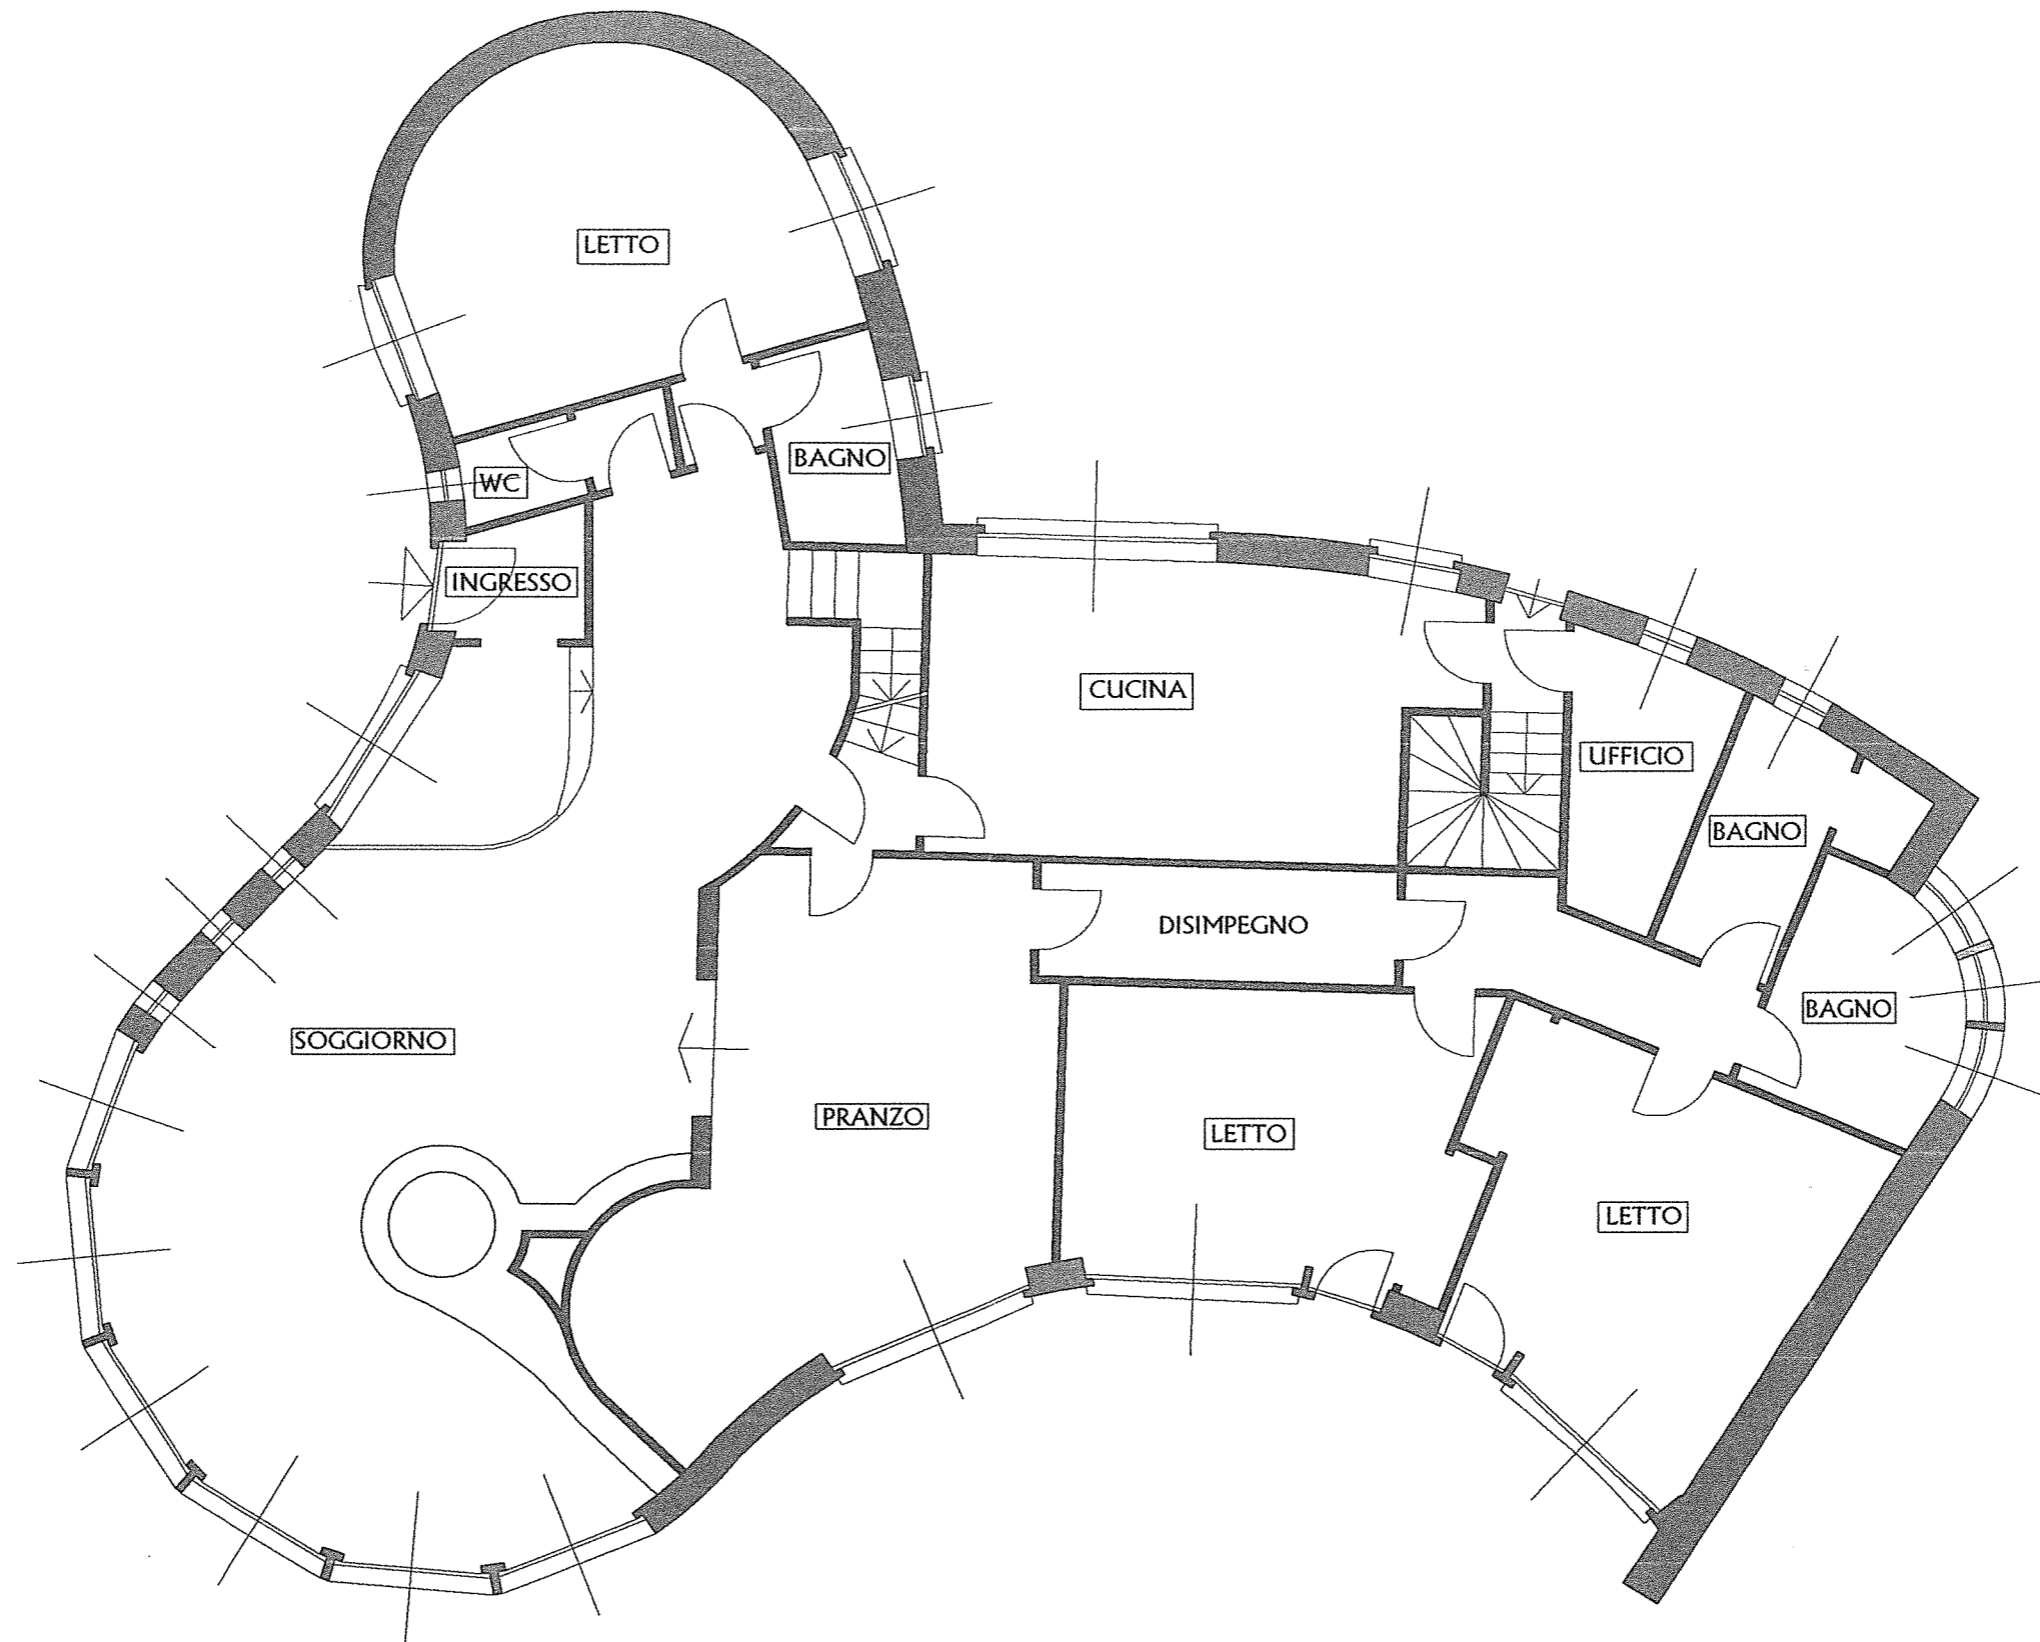 LETTO
BAGNO
WC
INGRESSO
CUCINA
UFFICIO
BAGNO
DISIMPEGNO
BAGNO
SOGGIORNO
PRANZO
LETTO
LETTO